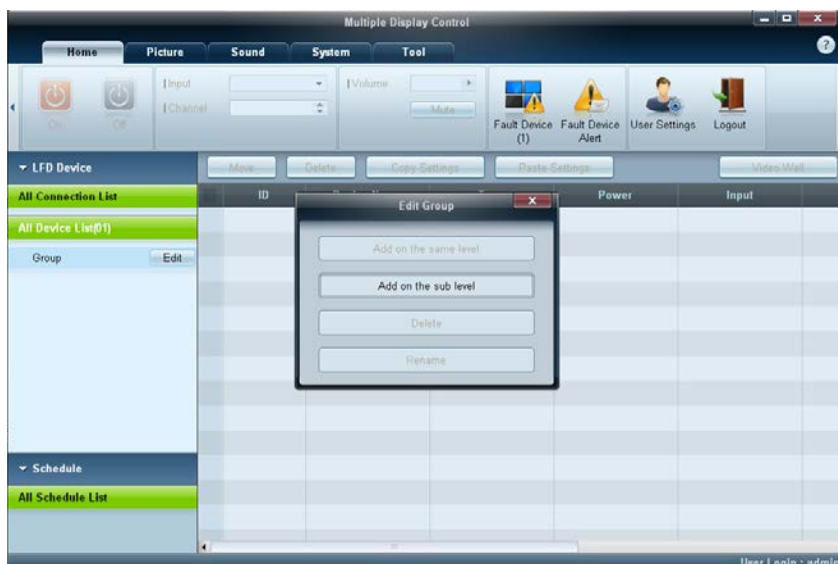 Multiple Display Control
Home Picture Sound System Tool
Input
Channel
On Off
Volume
Mute
Fault Device (1)
Fault Device Alert
User Settings
Logout
LFD Device
Move Delete Copy Settings Paste Settings Video Wall
All Connection List
ID Power Input
All Device List(01)
Group Edit
Edit Group
Add on the same level
Add on the sub level
Delete
Rename
Schedule
All Schedule List
User Login : admin